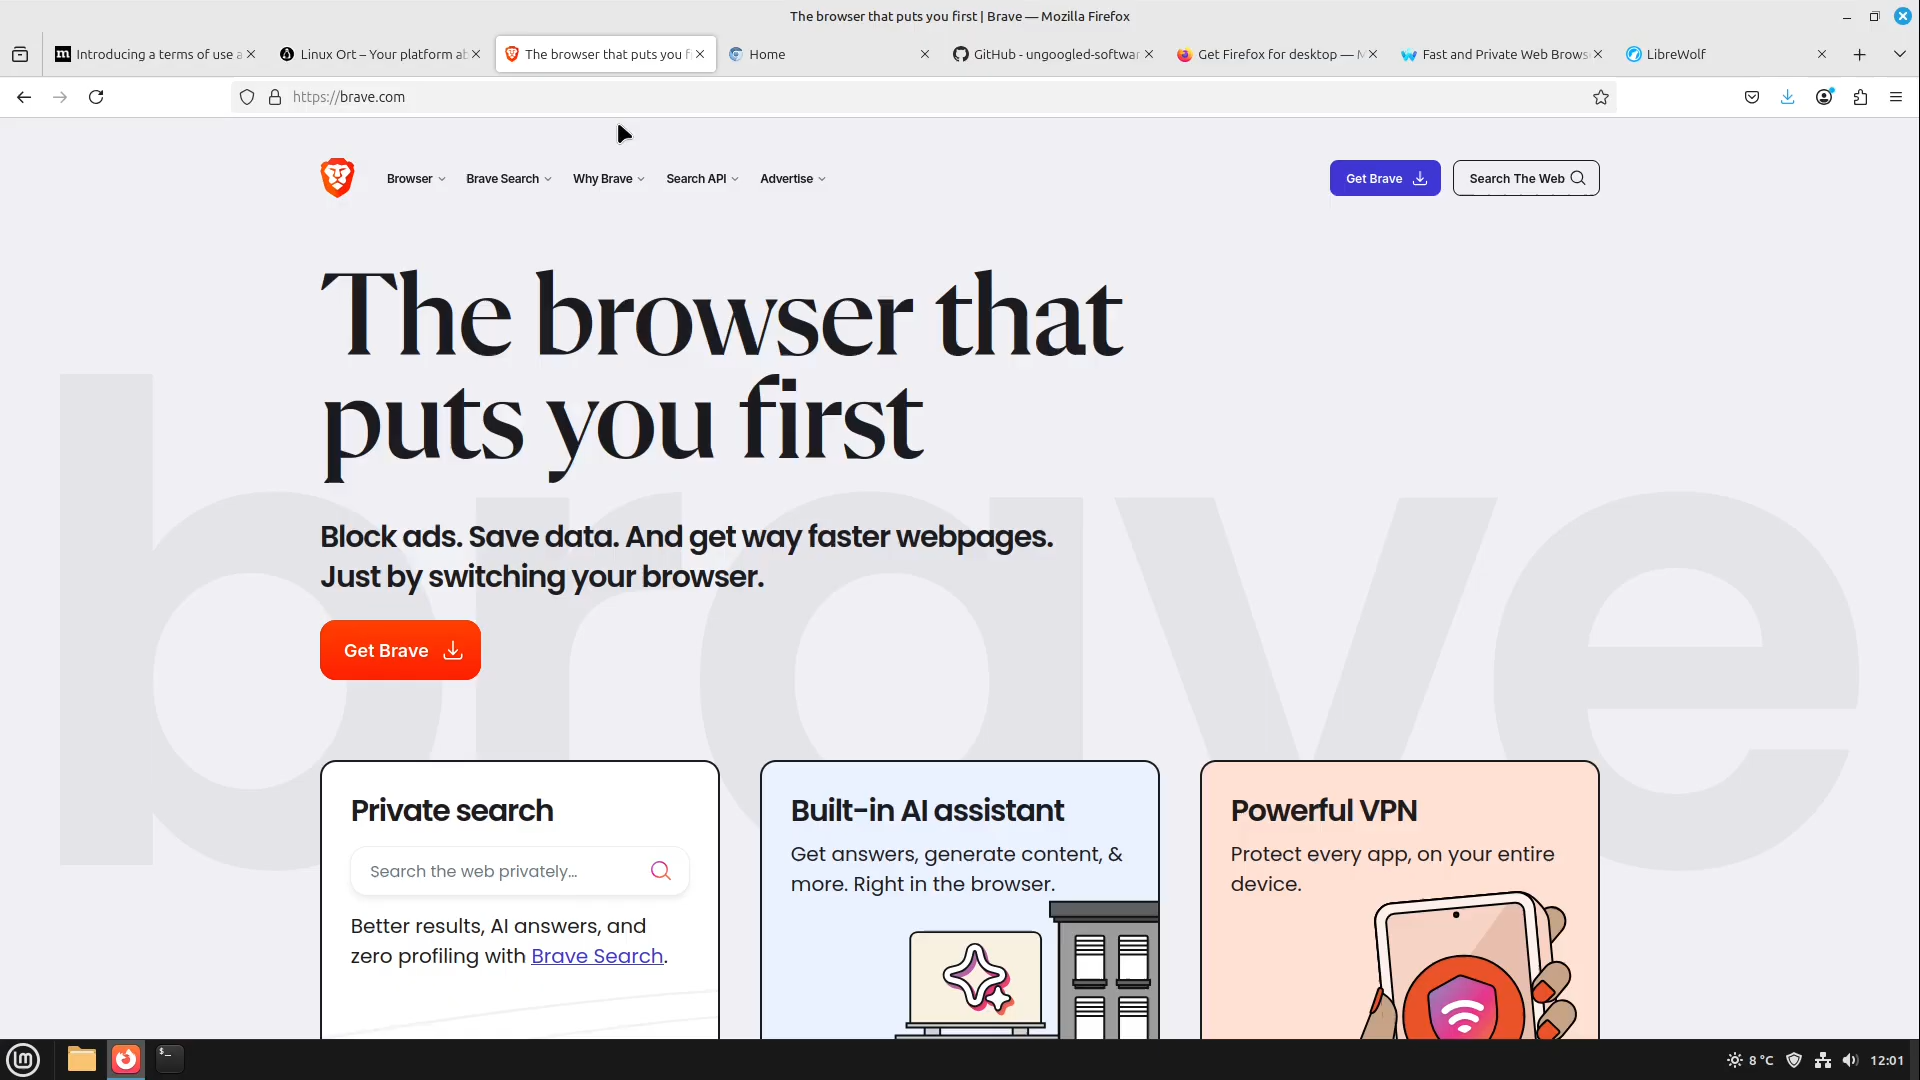 The browser that puts you first | Brave — Mozilla Firefox
Introducing a terms of use a
Linux Ort – Your platform ab
The browser that puts you fi
Home
GitHub - ungoogled-softwar
Get Firefox for desktop — M
Fast and Private Web Brows
LibreWolf
https://brave.com
Browser
Brave Search
Why Brave
Search API
Advertise
Get Brave
Search The Web
The browser that
puts you first
brave
Block ads. Save data. And get way faster webpages.
Just by switching your browser.
Get Brave
Private search
Search the web privately...
Better results, AI answers, and
zero profiling with Brave Search.
Built-in AI assistant
Get answers, generate content, &
more. Right in the browser.
Powerful VPN
Protect every app, on your entire
device.
8 °C
12:01